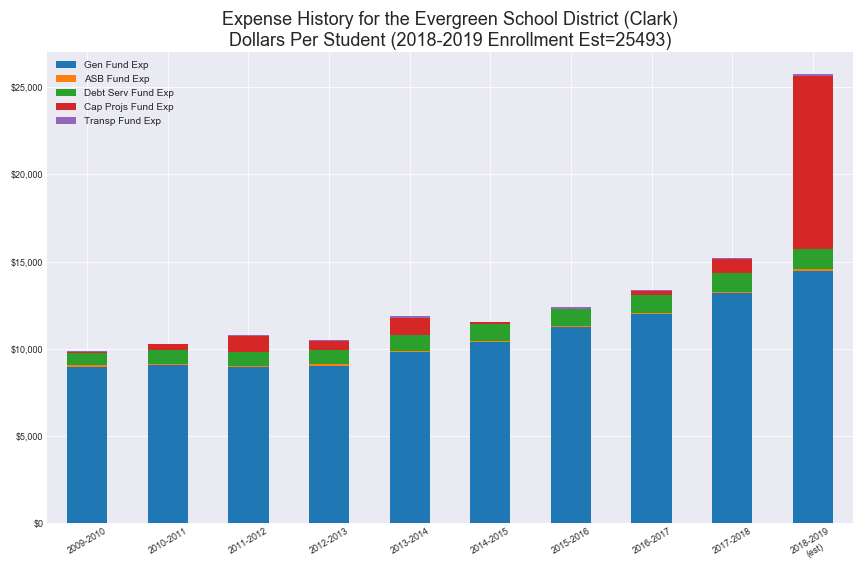 Expense History for the Evergreen School District (Clark)
Dollars Per Student (2018-2019 Enrollment Est=25493)
Gen Fund Exp
ASB Fund Exp
Debt Serv Fund Exp
Cap Projs Fund Exp
Transp Fund Exp
$25,000
$20,000
$15,000
$10,000
$5,000
$0
2009-2010
2010-2011
2011-2012
2012-2013
2013-2014
2014-2015
2015-2016
2016-2017
2017-2018
2018-2019
(est)